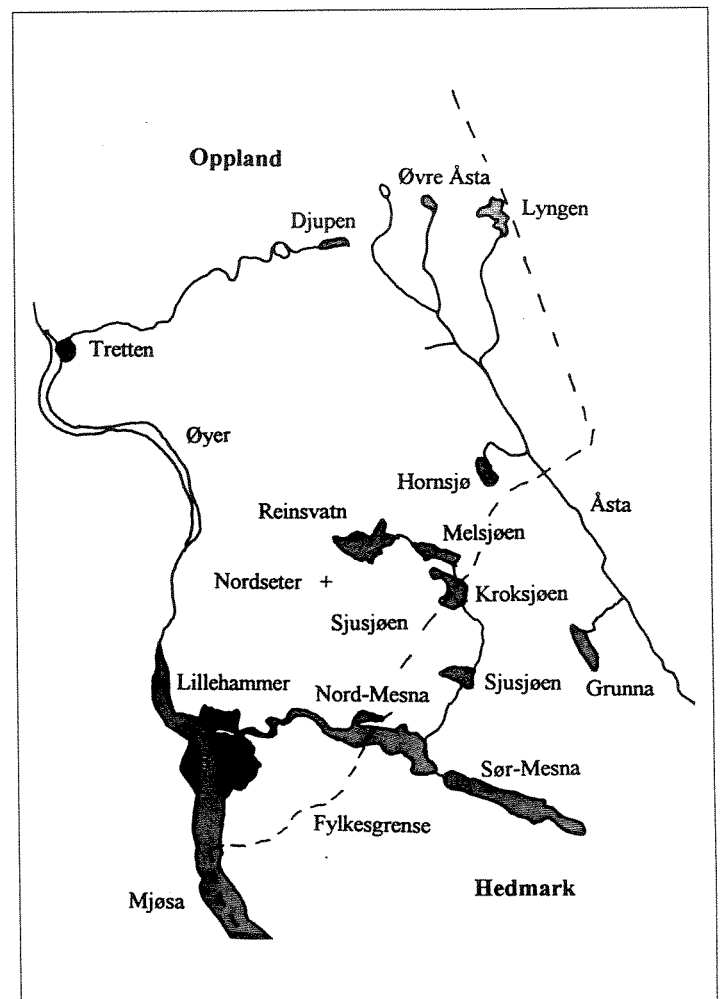 Oppland
Øvre Åsta
Lyngen
Djupen
Tretten
Øyer
Hornsjø
Åsta
Reinsvatn
Melsjøen
Nordseter +
Kroksjøen
Sjusjøen
Lillehammer
Nord-Mesna
Sjusjøen
Grunna
Sør-Mesna
Fylkesgrense
Mjøsa
Hedmark